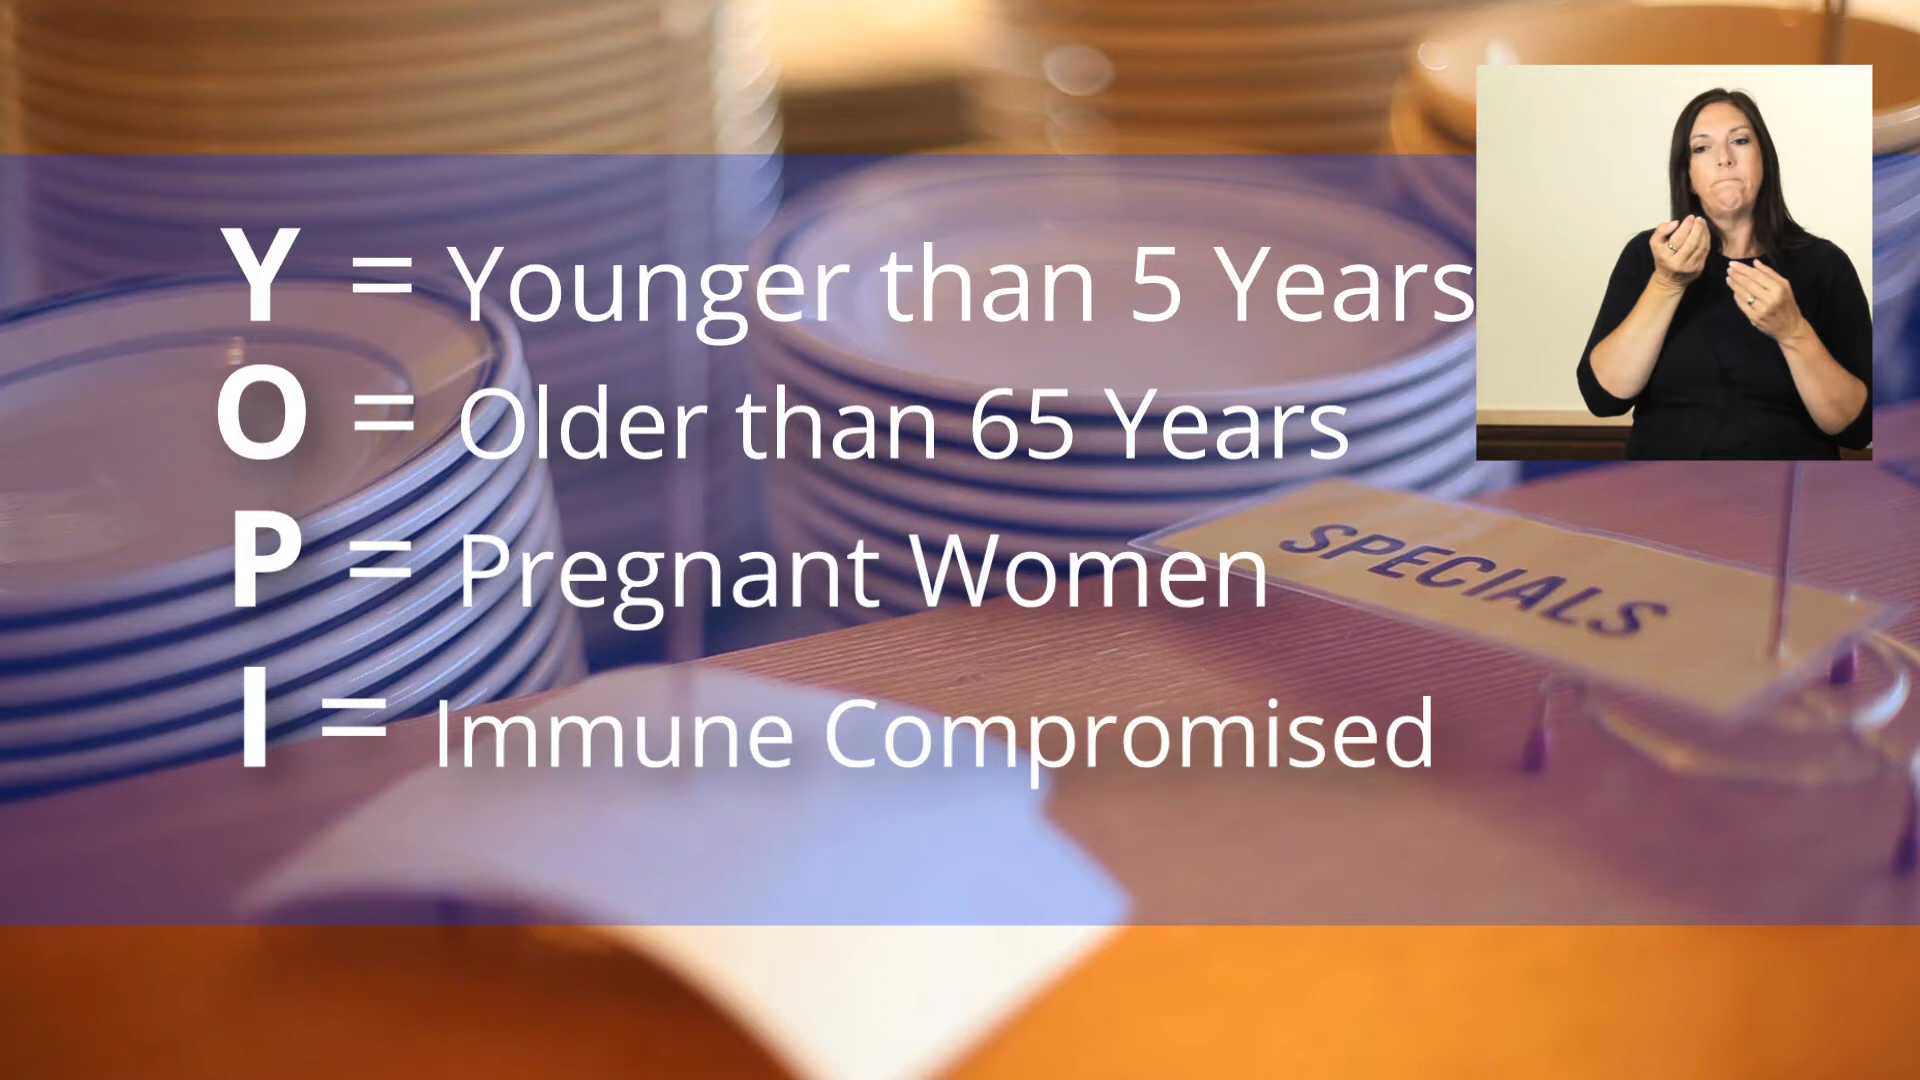 Y = Younger than 5 Years
O = Older than 65 Years
P = Pregnant Women
I = Immune Compromised
SPECIALS